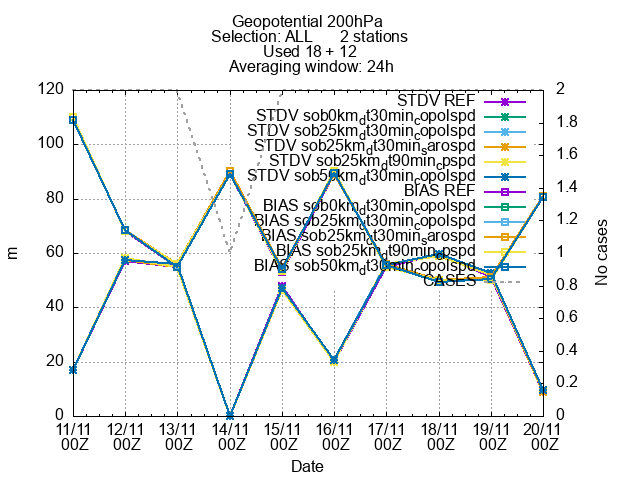 Geopotential 200hPa
Selection: ALL 2 stations
Used 18 + 12
Averaging window: 24h
m
120
100
80
60
40
20
0
2
1.8
1.6
1.4
1.2
1
0.8
0.6
0.4
0.2
0
No cases
STDV REF
STDV sob0km_dt30min_copolspd
STDV sob25km_dt30min_copolspd
STDV sob25km_dt30min_sarospd
STDV sob25km_dt90min_cpspd
STDV sob50km_dt30min_copolspd
BIAS REF
BIAS sob0km_dt30min_copolspd
BIAS sob25km_dt30min_copolspd
BIAS sob25km_dt30min_sarospd
BIAS sob50km_dt30min_copolspd
CASES
11/11 12/11 13/11 14/11 15/11 16/11 17/11 18/11 19/11 20/11
00Z 00Z 00Z 00Z 00Z 00Z 00Z 00Z 00Z 00Z
Date